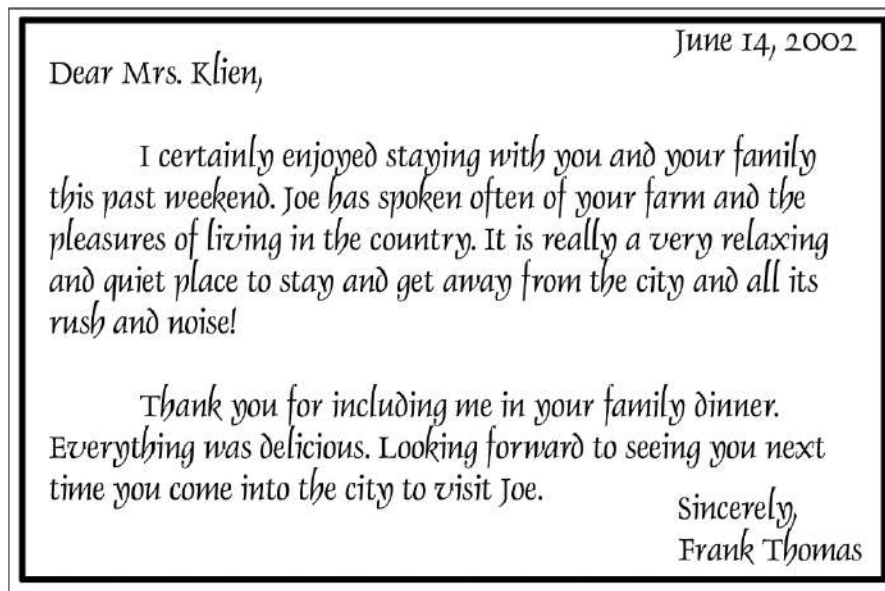 June 14, 2002
Dear Mrs. Klien,
I certainly enjoyed staying with you and your family
this past weekend. Joe has spoken often of your farm and the
pleasures of living in the country. It is really a very relaxing
and quiet place to stay and get away from the city and all its
rush and noise!
Thank you for including me in your family dinner.
Everything was delicious. Looking forward to seeing you next
time you come into the city to visit Joe.
Sincerely,
Frank Thomas